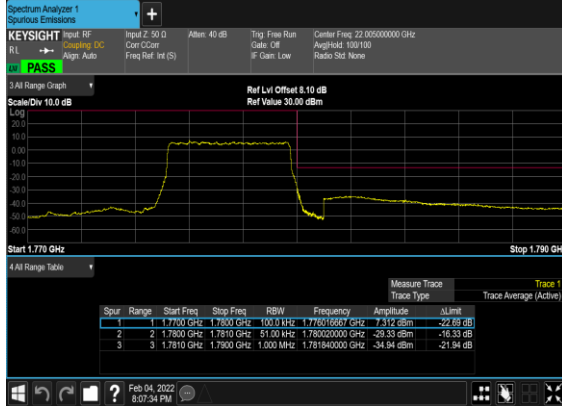 Spectrum Analyzer 1
Spurious Emissions
+
KEYSIGHT Input: RF Input Z: 50 Ω Atten: 40 dB Trig: Free Run Center Freq: 22.005000000 GHz
RL Coupling: DC Corr CCorr Gate: Off Avg|Hold: 100/100
Align: Auto Freq Ref: Int (S) IF Gain: Low Radio Std: None
PASS
3 All Range Graph
Ref Lvl Offset 8.10 dB
Scale/Div 10.0 dB Ref Value 30.00 dBm
Log
20.0
10.0
0.00
-10.0
-20.0
-30.0
-40.0
-50.0
-60.0
Start 1.770 GHz Stop 1.790 GHz
4 All Range Table
Measure Trace Trace 1
Trace Type Trace Average (Active)
Spur Range Start Freq Stop Freq RBW Frequency Amplitude ΔLimit
1 1 1.7700 GHz 1.7800 GHz 100.0 kHz 1.776016667 GHz 7.312 dBm -22.69 dB
2 2 1.7800 GHz 1.7810 GHz 51.00 kHz 1.780020000 GHz -29.33 dBm -16.33 dB
3 3 1.7810 GHz 1.7900 GHz 1.000 MHz 1.781840000 GHz -34.94 dBm -21.94 dB
? Feb 04, 2022
8:07:34 PM